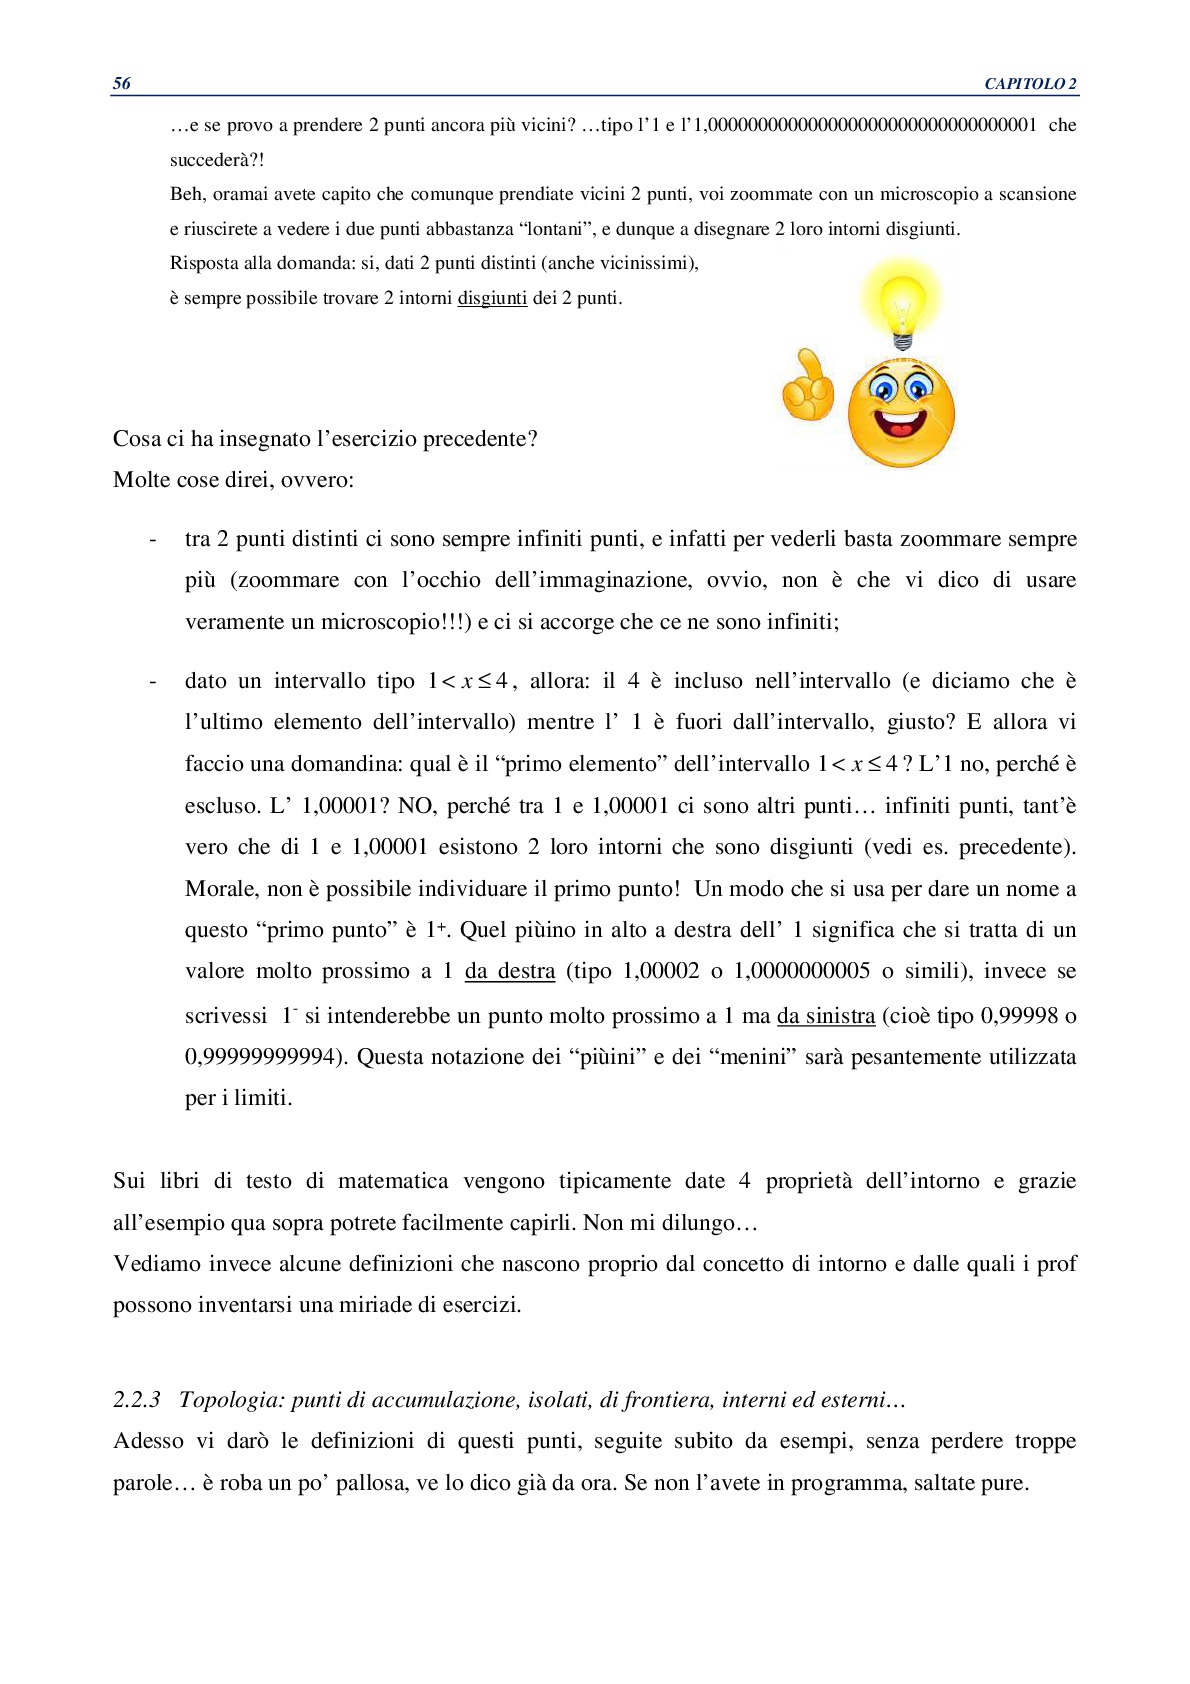 56 CAPITOLO 2
…e se provo a prendere 2 punti ancora più vicini? …tipo l’1 e l’1,0000000000000000000000000000000001 che
succederà?!
Beh, oramai avete capito che comunque prendiate vicini 2 punti, voi zoommate con un microscopio a scansione
e riuscirete a vedere i due punti abbastanza “lontani”, e dunque a disegnare 2 loro intorni disgiunti.
Risposta alla domanda: si, dati 2 punti distinti (anche vicinissimi),
è sempre possibile trovare 2 intorni disgiunti dei 2 punti.
Cosa ci ha insegnato l’esercizio precedente?
Molte cose direi, ovvero:
- tra 2 punti distinti ci sono sempre infiniti punti, e infatti per vederli basta zoommare sempre
più (zoommare con l’occhio dell’immaginazione, ovvio, non è che vi dico di usare
veramente un microscopio!!!) e ci si accorge che ce ne sono infiniti;
- dato un intervallo tipo 1 < x ≤ 4 , allora: il 4 è incluso nell’intervallo (e diciamo che è
l’ultimo elemento dell’intervallo) mentre l’ 1 è fuori dall’intervallo, giusto? E allora vi
faccio una domandina: qual è il “primo elemento” dell’intervallo 1 < x ≤ 4 ? L’1 no, perché è
escluso. L’ 1,00001? NO, perché tra 1 e 1,00001 ci sono altri punti… infiniti punti, tant’è
vero che di 1 e 1,00001 esistono 2 loro intorni che sono disgiunti (vedi es. precedente).
Morale, non è possibile individuare il primo punto! Un modo che si usa per dare un nome a
questo “primo punto” è 1⁺. Quel piùino in alto a destra dell’ 1 significa che si tratta di un
valore molto prossimo a 1 da destra (tipo 1,00002 o 1,0000000005 o simili), invece se
scrivessi 1⁻ si intenderebbe un punto molto prossimo a 1 ma da sinistra (cioè tipo 0,99998 o
0,99999999994). Questa notazione dei “piùini” e dei “menini” sarà pesantemente utilizzata
per i limiti.
Sui libri di testo di matematica vengono tipicamente date 4 proprietà dell’intorno e grazie
all’esempio qua sopra potrete facilmente capirli. Non mi dilungo…
Vediamo invece alcune definizioni che nascono proprio dal concetto di intorno e dalle quali i prof
possono inventarsi una miriade di esercizi.
2.2.3 Topologia: punti di accumulazione, isolati, di frontiera, interni ed esterni…
Adesso vi darò le definizioni di questi punti, seguite subito da esempi, senza perdere troppe
parole… è roba un po’ pallosa, ve lo dico già da ora. Se non l’avete in programma, saltate pure.